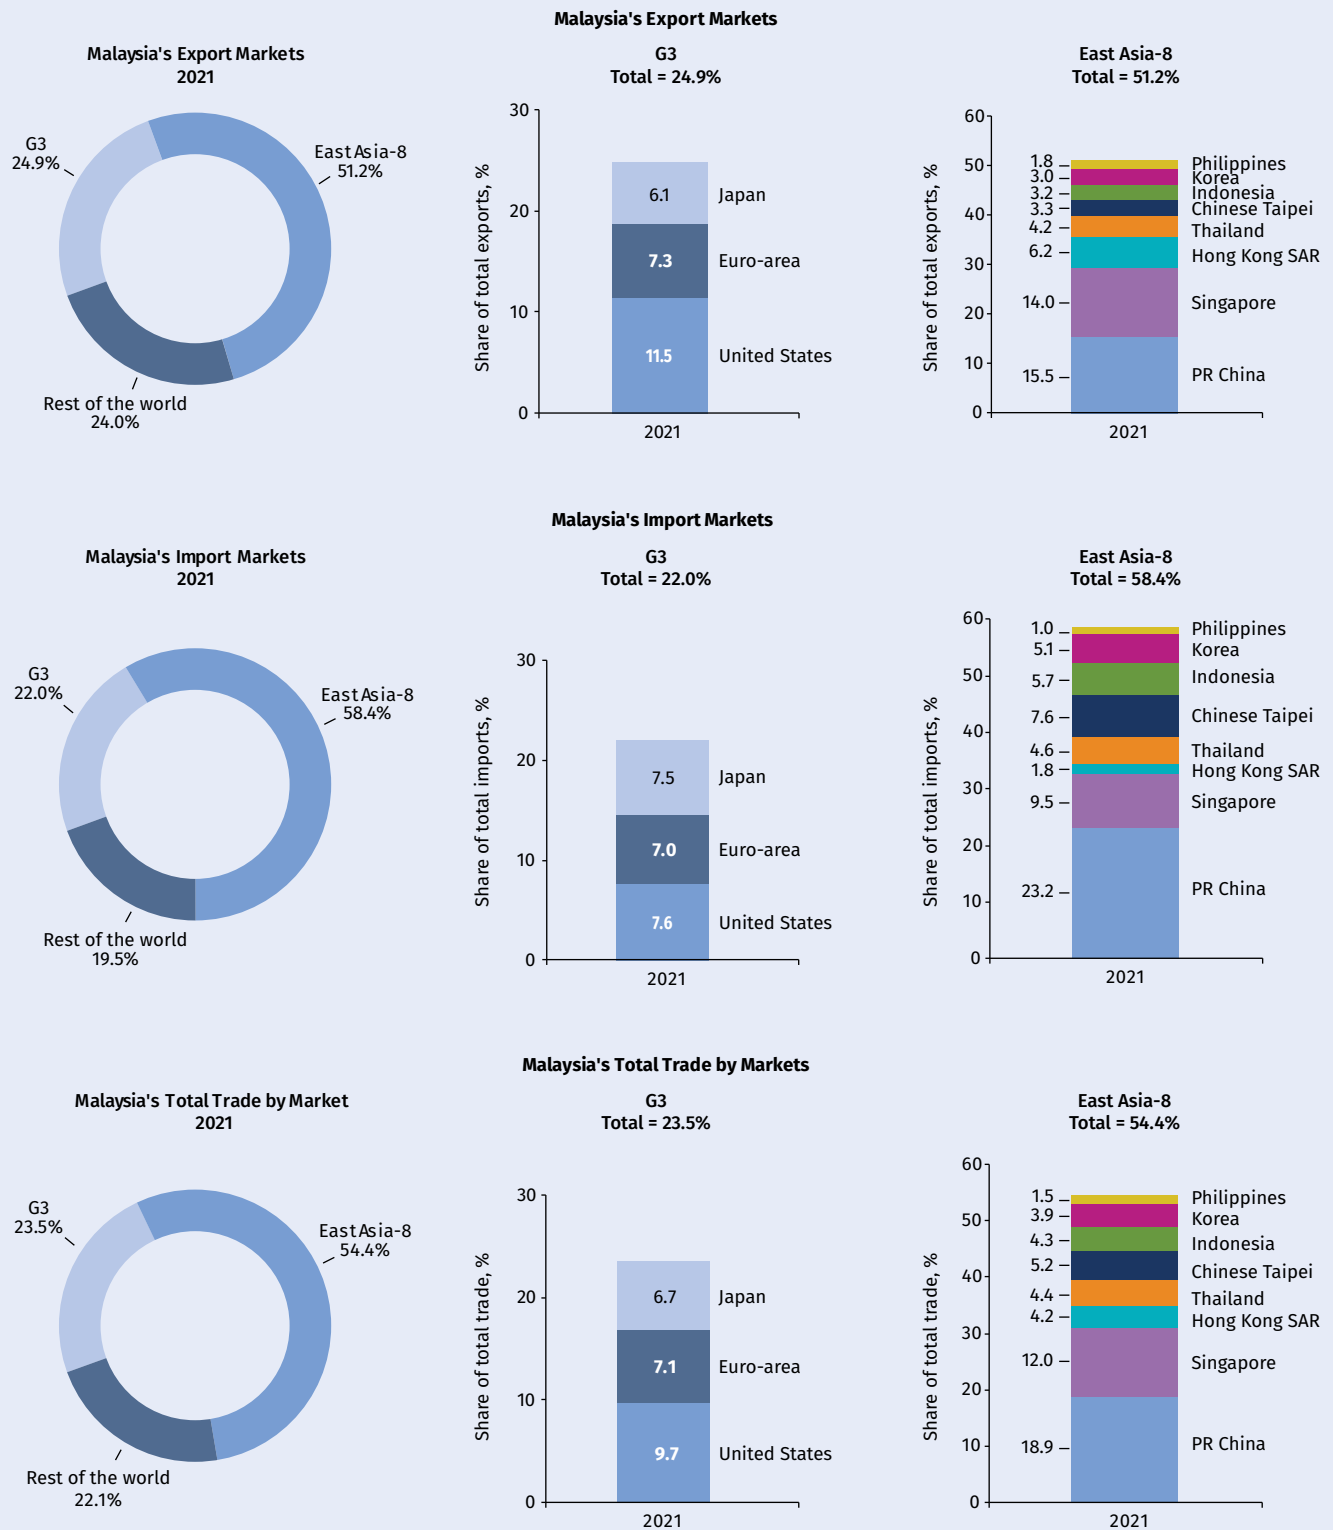 Malaysia's Export Markets
Malaysia's Export Markets
2021
G3
24.9%
East Asia-8
51.2%
Rest of the world
24.0%
G3
Total = 24.9%
Share of total exports, %
30
20
10
0
6.1
Japan
7.3
Euro-area
11.5
United States
2021
East Asia-8
Total = 51.2%
Share of total exports, %
60
50
40
30
20
10
0
1.8
Philippines
3.0
Korea
3.2
Indonesia
3.3
Chinese Taipei
4.2
Thailand
6.2
Hong Kong SAR
14.0
Singapore
15.5
PR China
2021
Malaysia's Import Markets
Malaysia's Import Markets
2021
G3
22.0%
East Asia-8
58.4%
Rest of the world
19.5%
G3
Total = 22.0%
Share of total imports, %
30
20
10
0
7.5
Japan
7.0
Euro-area
7.6
United States
2021
East Asia-8
Total = 58.4%
Share of total imports, %
60
50
40
30
20
10
0
1.0
Philippines
5.1
Korea
5.7
Indonesia
7.6
Chinese Taipei
4.6
Thailand
1.8
Hong Kong SAR
9.5
Singapore
23.2
PR China
2021
Malaysia's Total Trade by Markets
Malaysia's Total Trade by Market
2021
G3
23.5%
East Asia-8
54.4%
Rest of the world
22.1%
G3
Total = 23.5%
Share of total trade, %
30
20
10
0
6.7
Japan
7.1
Euro-area
9.7
United States
2021
East Asia-8
Total = 54.4%
Share of total trade, %
60
50
40
30
20
10
0
1.5
Philippines
3.9
Korea
4.3
Indonesia
5.2
Chinese Taipei
4.4
Thailand
4.2
Hong Kong SAR
12.0
Singapore
18.9
PR China
2021